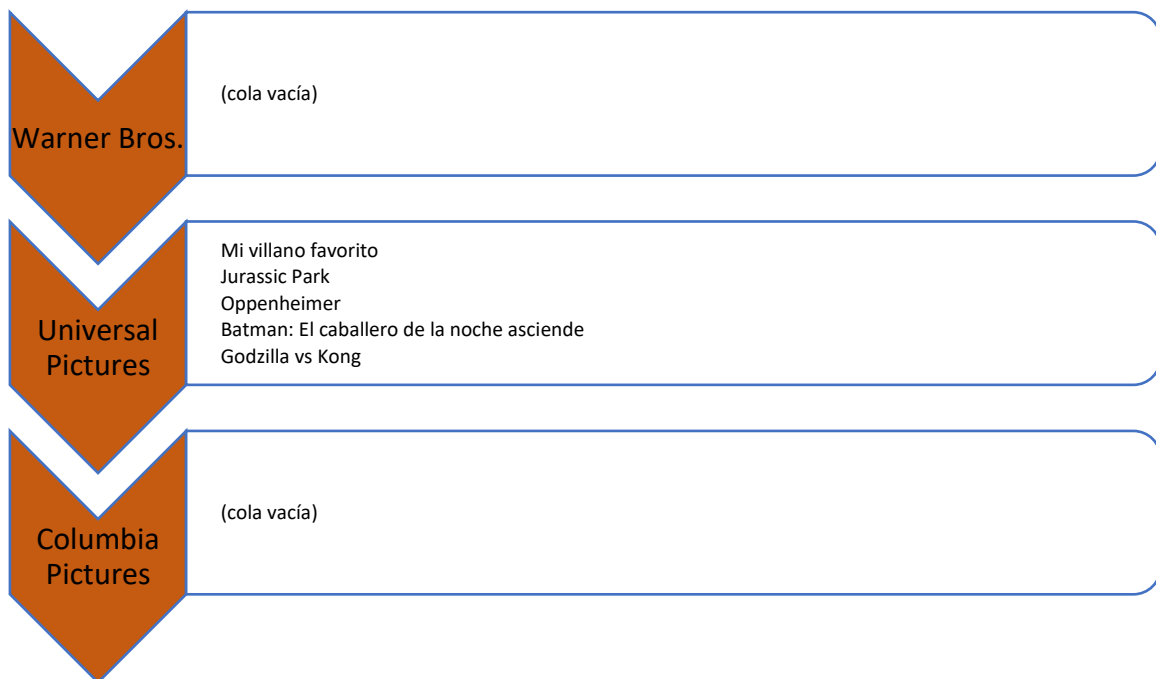 Warner Bros.
(cola vacía)
Universal
Pictures
Mi villano favorito
Jurassic Park
Oppenheimer
Batman: El caballero de la noche asciende
Godzilla vs Kong
Columbia
Pictures
(cola vacía)